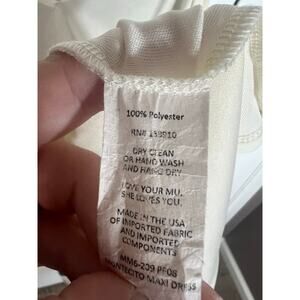 100% Polyester
RN# 138910
DRY CLEAN
OR HAND WASH
AND HANG DRY
LOVE YOUR MU.
SHE LOVES YOU.
MADE IN THE USA
OF IMPORTED FABRIC
AND IMPORTED
COMPONENTS
MM6-209 PF08
MONTECITO MAXI DRESS